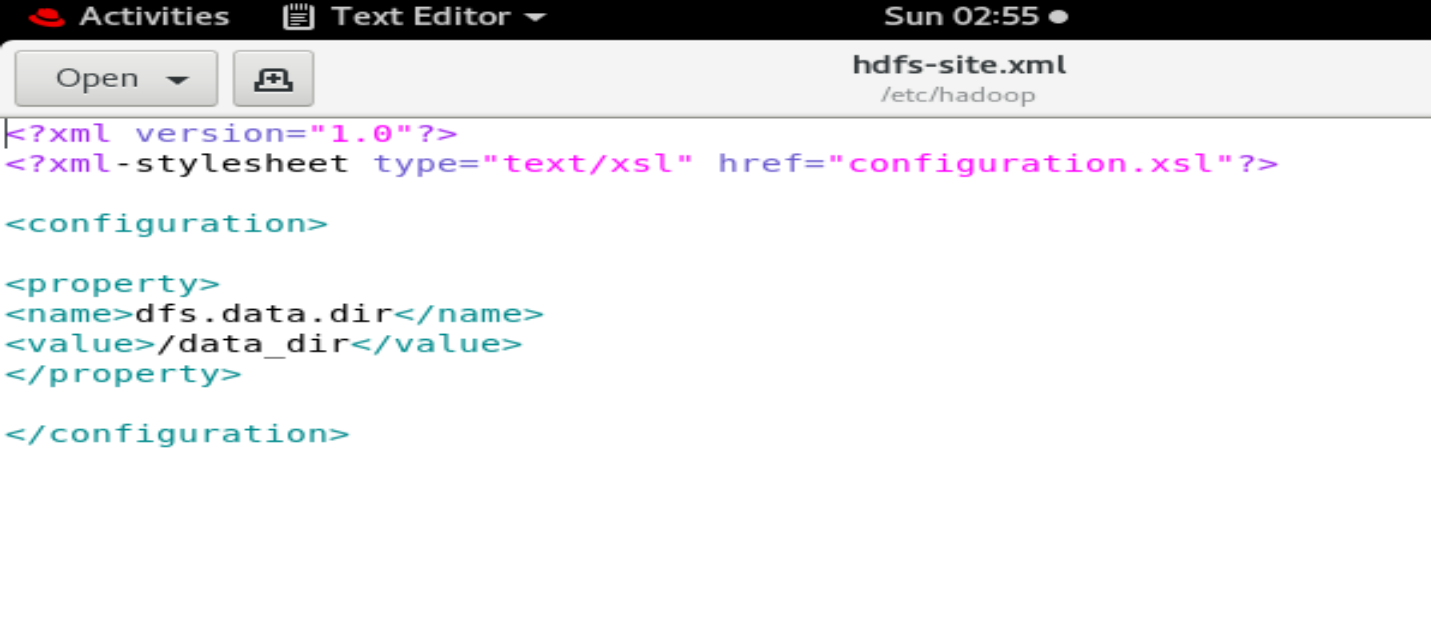 Activities Text Editor Sun 02:55
Open hdfs-site.xml
/etc/hadoop
<?xml version="1.0"?>
<?xml-stylesheet type="text/xsl" href="configuration.xsl"?>
<configuration>
<property>
<name>dfs.data.dir</name>
<value>/data_dir</value>
</property>
</configuration>